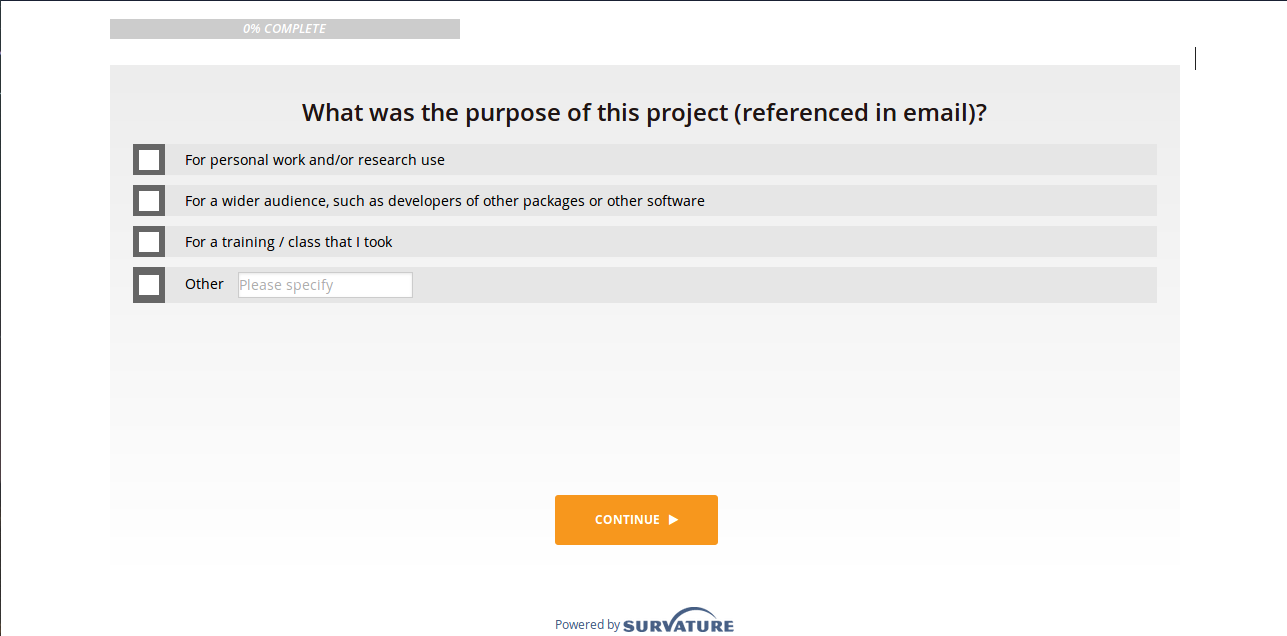 0% COMPLETE
What was the purpose of this project (referenced in email)?
For personal work and/or research use
For a wider audience, such as developers of other packages or other software
For a training / class that I took
Other Please specify
CONTINUE
Powered by SURVATURE